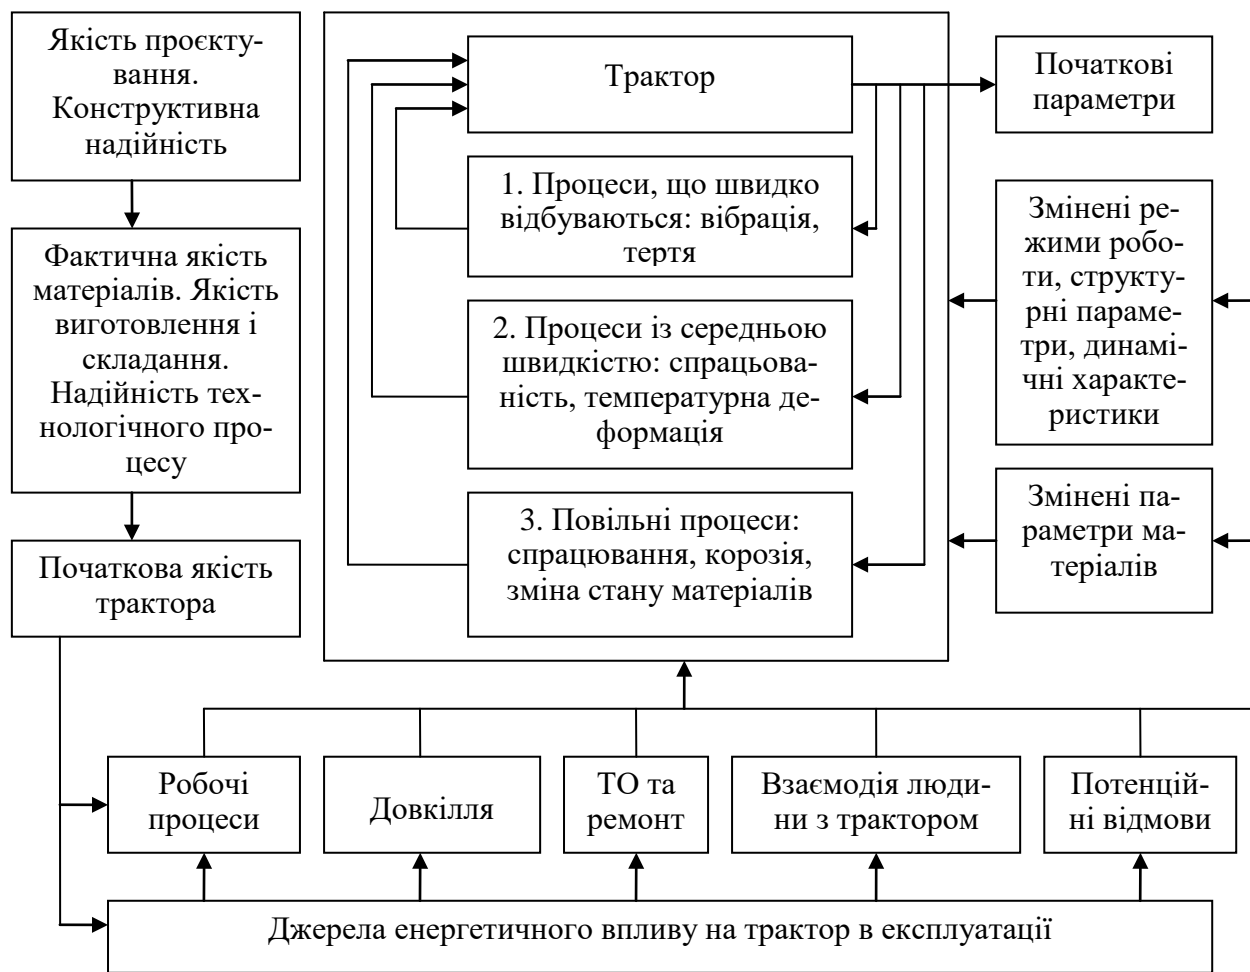 Якість проєкту-
вання.
Конструктивна
надійність
Фактична якість
матеріалів. Якість
виготовлення і
складання.
Надійність тех-
нологічного про-
цесу
Початкова якість
трактора
Трактор
1. Процеси, що швидко
відбуваються: вібрація,
тертя
2. Процеси із середньою
швидкістю: спрацьова-
ність, температурна де-
формація
3. Повільні процеси:
спрацювання, корозія,
зміна стану матеріалів
Початкові
параметри
Змінені ре-
жими робо-
ти, структу-
рні параме-
три, динамі-
чні характе-
ристики
Змінені па-
раметри ма-
теріалів
Робочі
процеси
Довкілля
ТО та
ремонт
Взаємодія люди-
ни з трактором
Потенцій-
ні відмови
Джерела енергетичного впливу на трактор в експлуатації